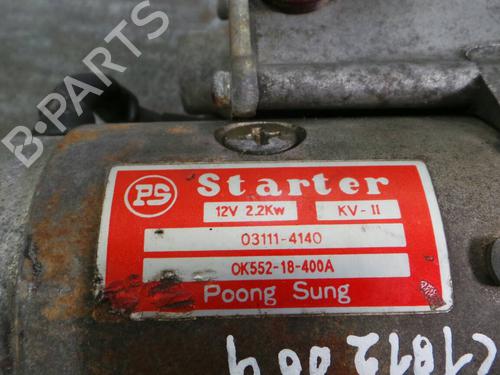 B-PARTS
PS Starter
12V 2.2Kw KV-II
03111-4140
OK552-18-400A
Poong Sung